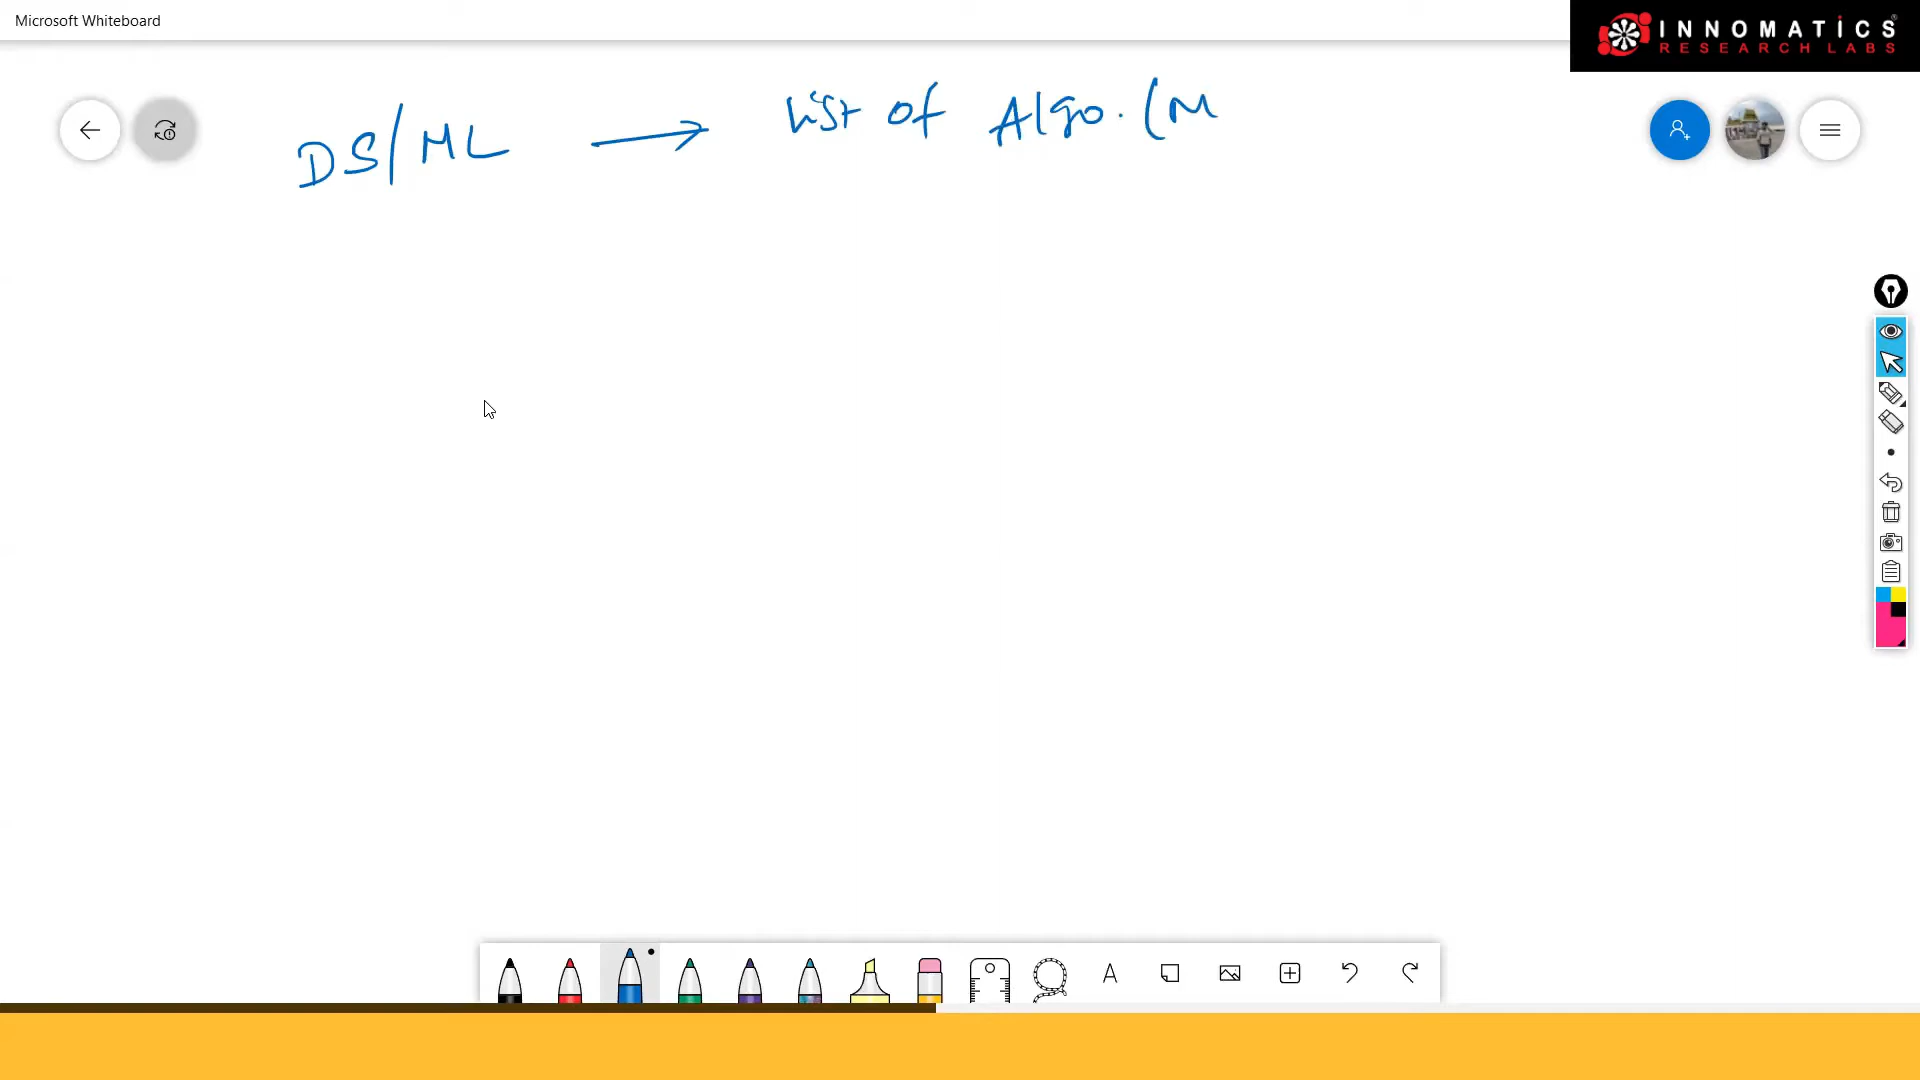 Microsoft Whiteboard
INNOMATICS
RESEARCH LABS
DS/ML → List of Algo. (M